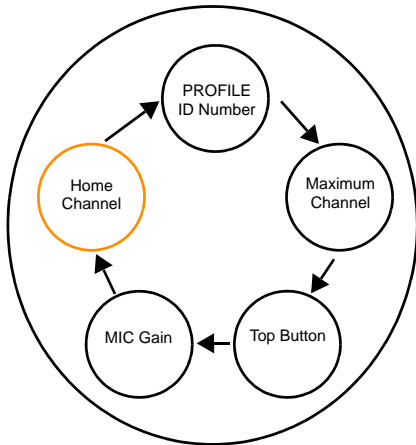 PROFILE
ID Number
Home
Channel
Maximum
Channel
MIC Gain
Top Button